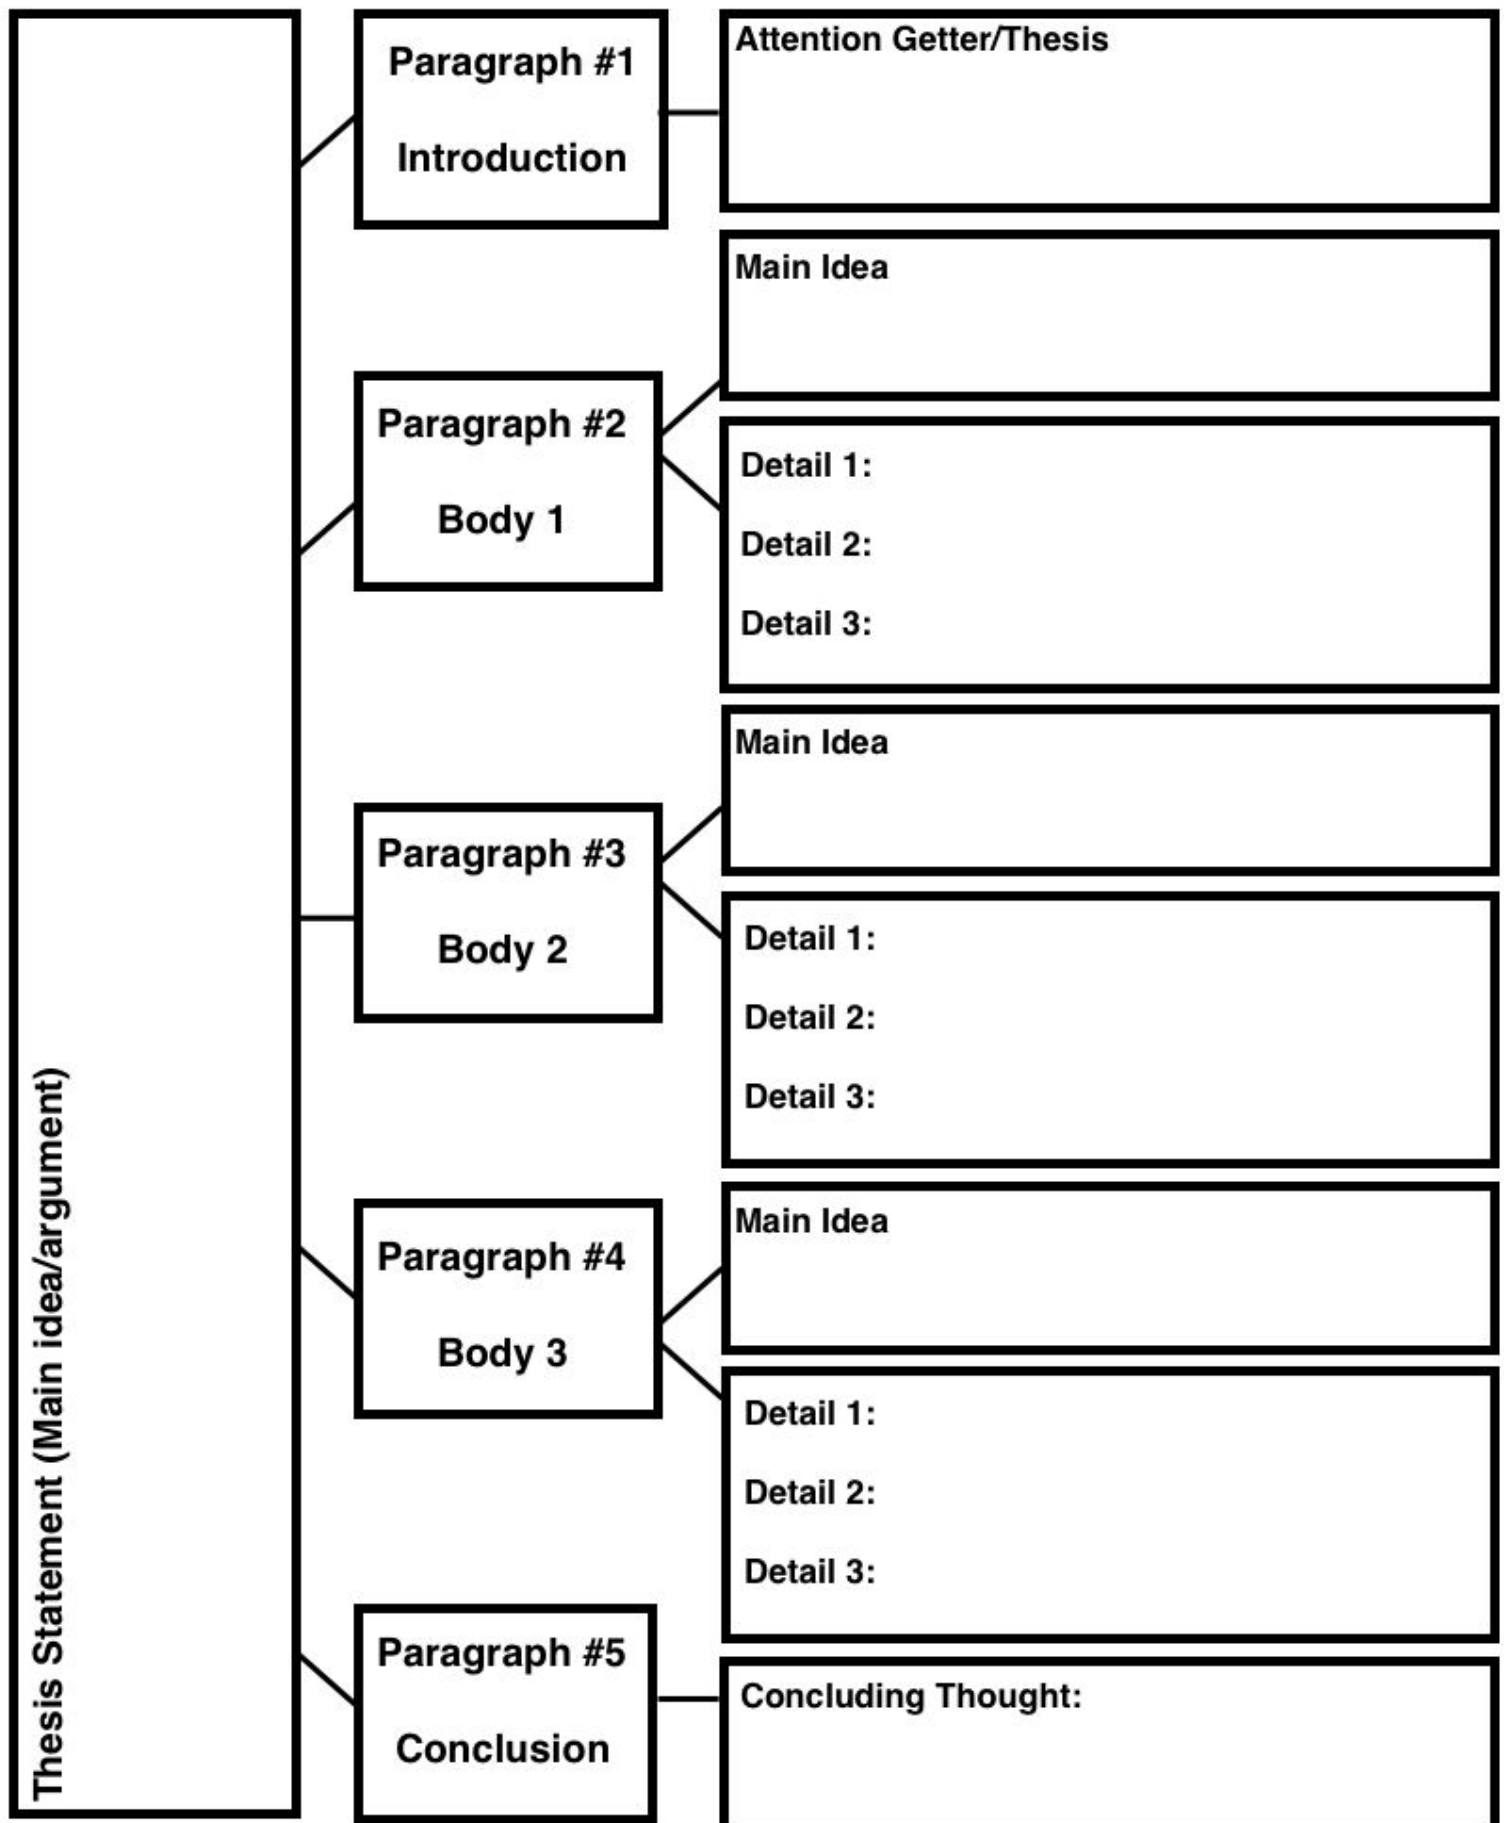 Thesis Statement (Main idea/argument)
Paragraph #1
Introduction
Attention Getter/Thesis
Paragraph #2
Body 1
Main Idea
Detail 1:
Detail 2:
Detail 3:
Paragraph #3
Body 2
Main Idea
Detail 1:
Detail 2:
Detail 3:
Paragraph #4
Body 3
Main Idea
Detail 1:
Detail 2:
Detail 3:
Paragraph #5
Conclusion
Concluding Thought: